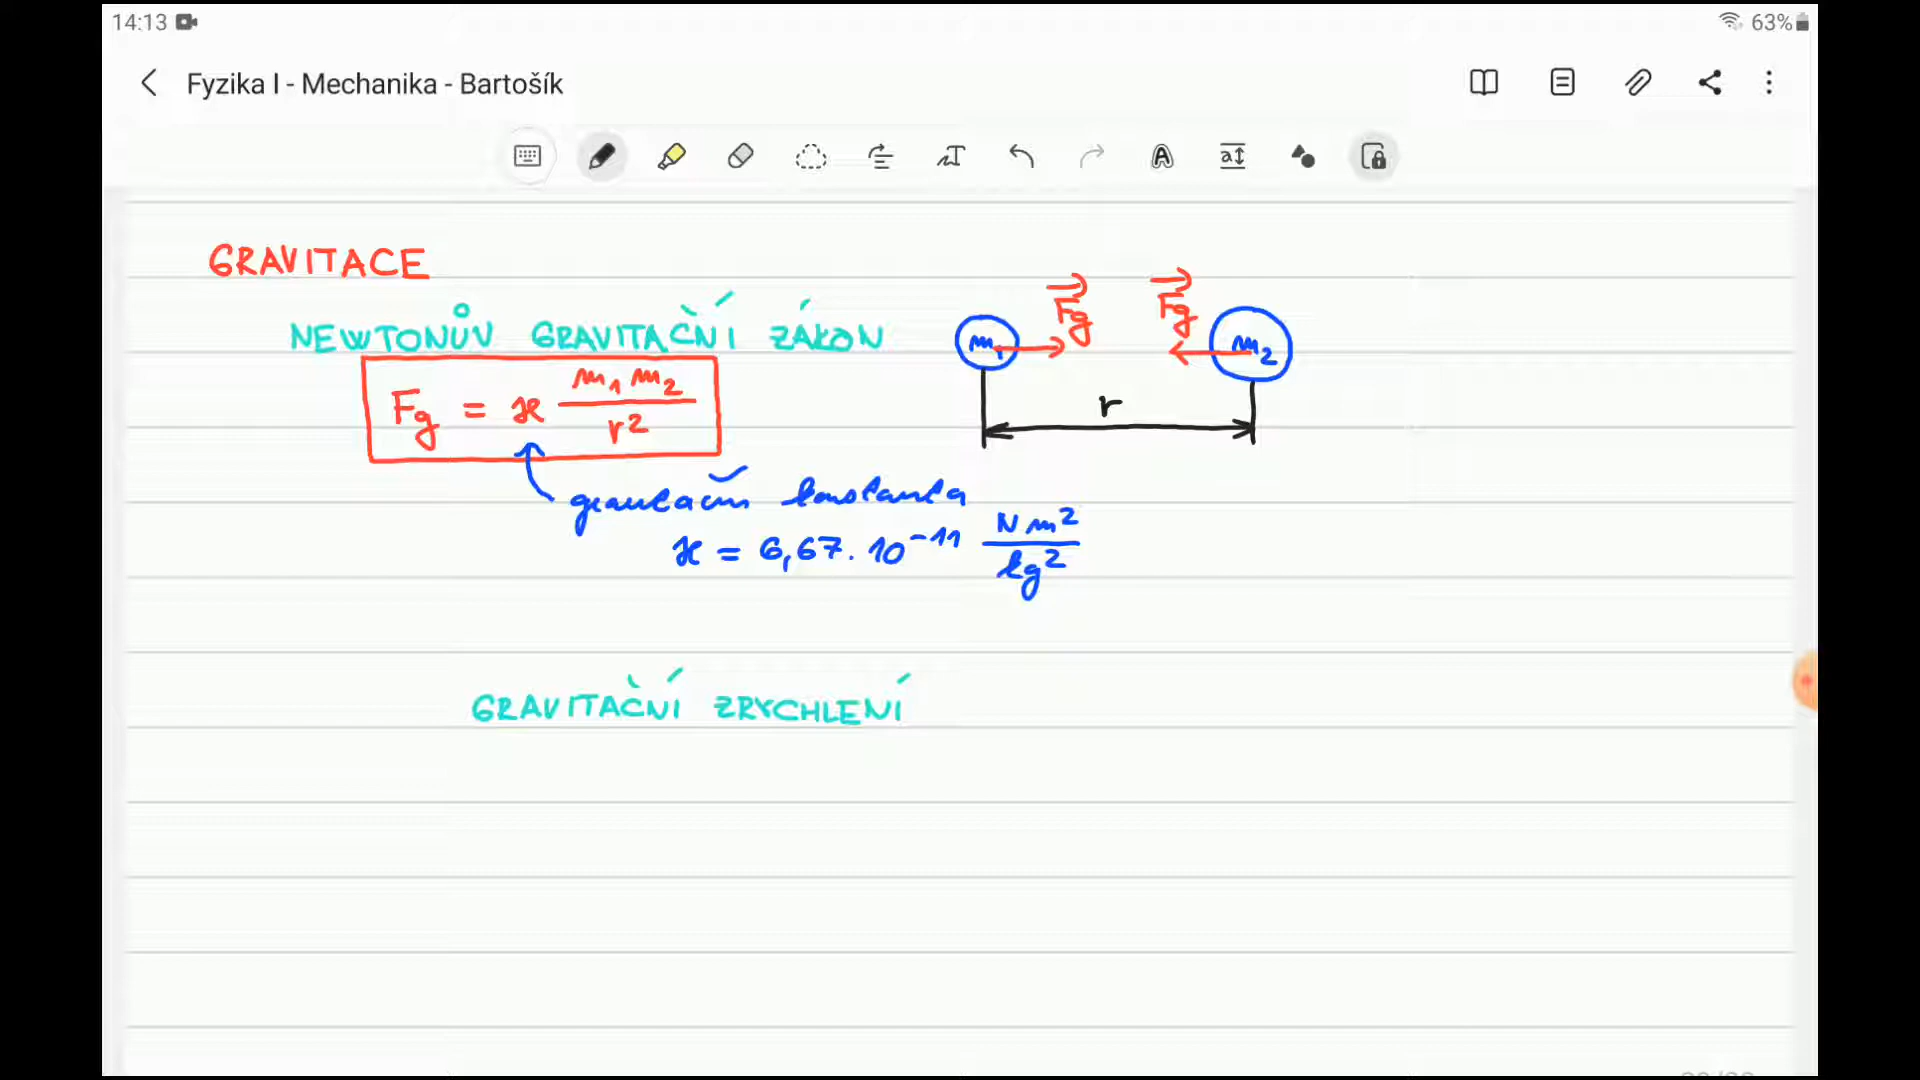 14:13 63%
Fyzika I - Mechanika - Bartošík
GRAVITACE
NEWTONŮV GRAVITAČNÍ ZÁKON
Fg = ϰ m₁ m₂ / r²
m₁ Fg Fg m₂
r
gravitační konstanta
ϰ = 6,67 · 10⁻¹¹ N m² / kg²
GRAVITAČNÍ ZRYCHLENÍ